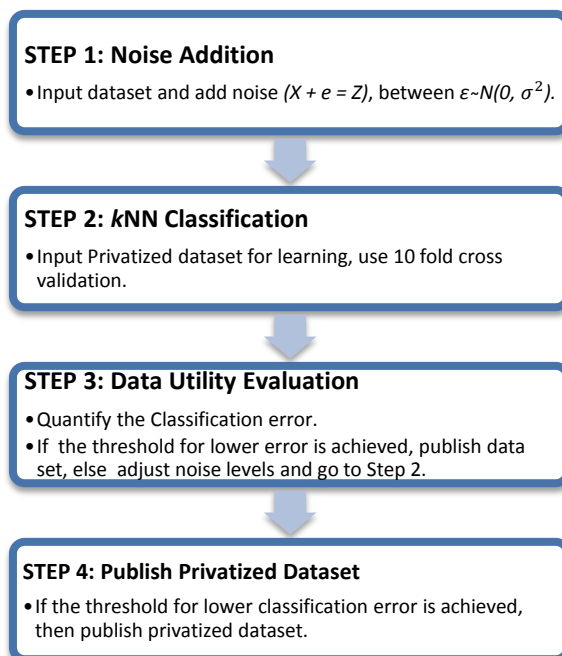 STEP 1: Noise Addition
•Input dataset and add noise (X + e = Z), between ε~N(0, σ²).
STEP 2: kNN Classification
•Input Privatized dataset for learning, use 10 fold cross
validation.
STEP 3: Data Utility Evaluation
•Quantify the Classification error.
•If the threshold for lower error is achieved, publish data
set, else adjust noise levels and go to Step 2.
STEP 4: Publish Privatized Dataset
•If the threshold for lower classification error is achieved,
then publish privatized dataset.